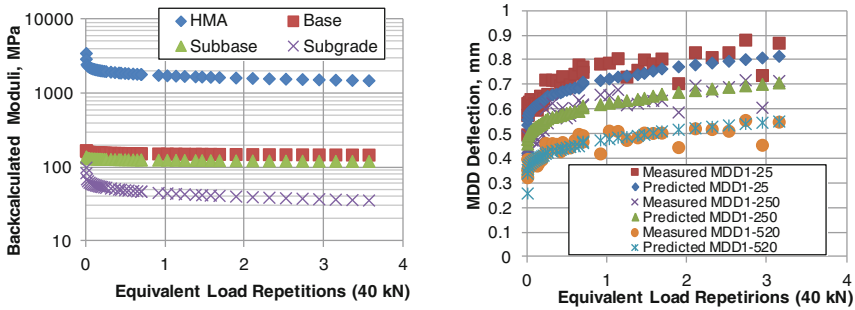 Backcalculated Moduli, MPa
10000
1000
100
10
0
1
2
3
4
HMA
Base
Subbase
Subgrade
Equivalent Load Repetitions (40 kN)
MDD Deflection, mm
1
0.9
0.8
0.7
0.6
0.5
0.4
0.3
0.2
0.1
0
0
1
2
3
4
Measured MDD1-25
Predicted MDD1-25
Measured MDD1-250
Predicted MDD1-250
Measured MDD1-520
Predicted MDD1-520
Equivalent Load Repetirions (40 kN)